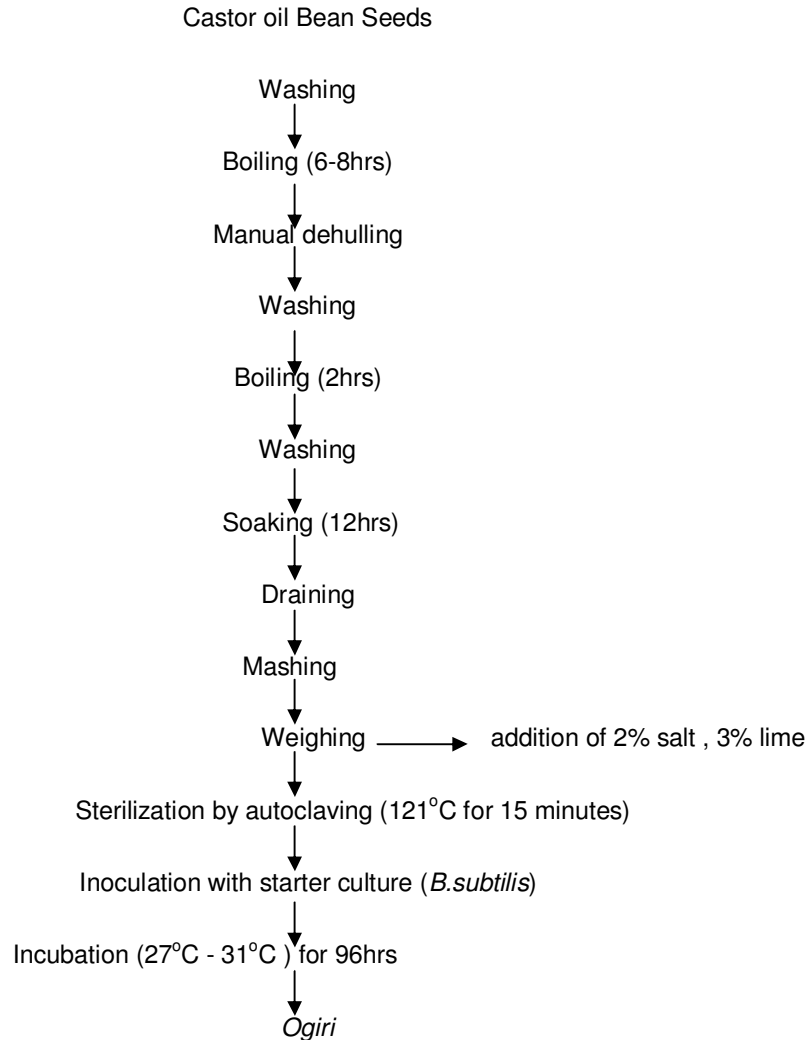 Castor oil Bean Seeds
Washing
Boiling (6-8hrs)
Manual dehulling
Washing
Boiling (2hrs)
Washing
Soaking (12hrs)
Draining
Mashing
Weighing addition of 2% salt , 3% lime
Sterilization by autoclaving (121°C for 15 minutes)
Inoculation with starter culture (B.subtilis)
Incubation (27°C - 31°C ) for 96hrs
Ogiri